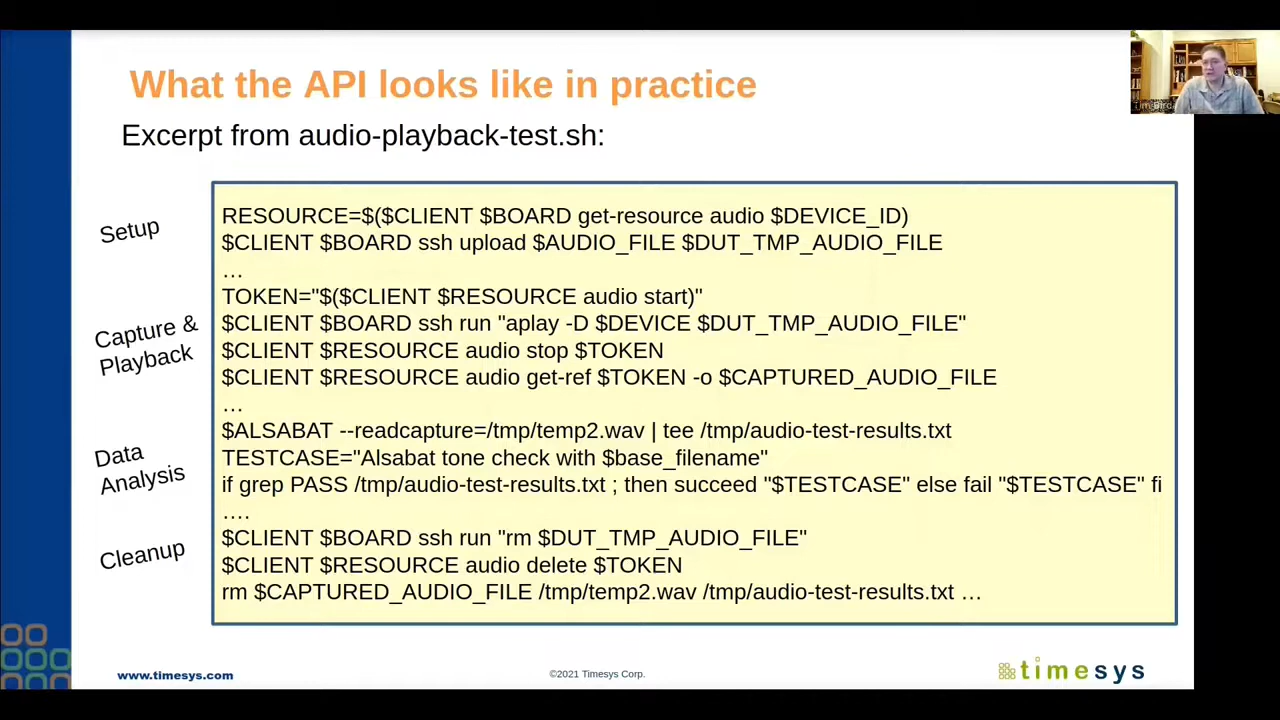 What the API looks like in practice
Excerpt from audio-playback-test.sh:
Setup
RESOURCE=$($CLIENT $BOARD get-resource audio $DEVICE_ID)
$CLIENT $BOARD ssh upload $AUDIO_FILE $DUT_TMP_AUDIO_FILE
…
Capture &
Playback
TOKEN="$($CLIENT $RESOURCE audio start)"
$CLIENT $BOARD ssh run "aplay -D $DEVICE $DUT_TMP_AUDIO_FILE"
$CLIENT $RESOURCE audio stop $TOKEN
$CLIENT $RESOURCE audio get-ref $TOKEN -o $CAPTURED_AUDIO_FILE
…
Data
Analysis
$ALSABAT --readcapture=/tmp/temp2.wav | tee /tmp/audio-test-results.txt
TESTCASE="Alsabat tone check with $base_filename"
if grep PASS /tmp/audio-test-results.txt ; then succeed "$TESTCASE" else fail "$TESTCASE" fi
….
Cleanup
$CLIENT $BOARD ssh run "rm $DUT_TMP_AUDIO_FILE"
$CLIENT $RESOURCE audio delete $TOKEN
rm $CAPTURED_AUDIO_FILE /tmp/temp2.wav /tmp/audio-test-results.txt …
www.timesys.com
©2021 Timesys Corp.
timesys
Tim Bird